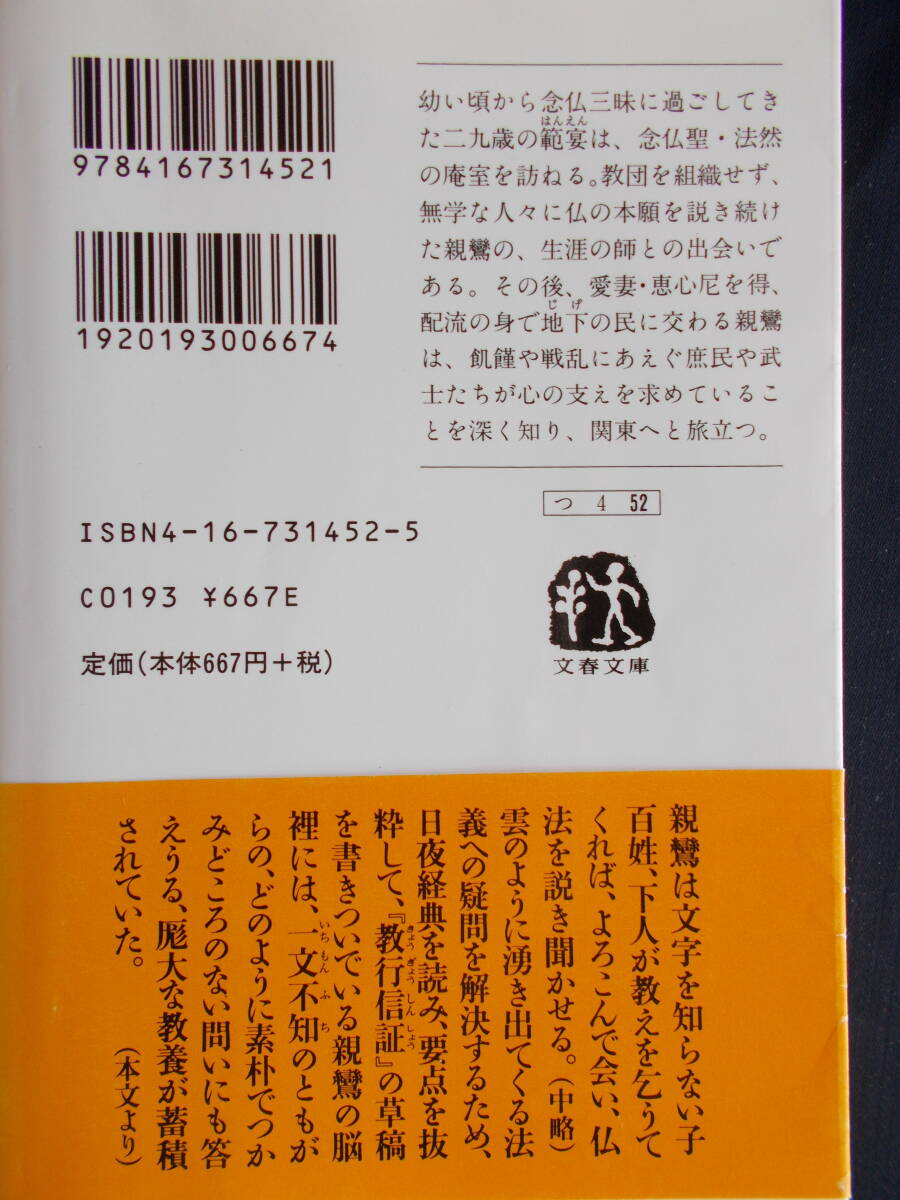 9784167314521
1920193006674
幼い頃から念仏三昧に過ごしてき
はんえん
た二九歳の範宴は、念仏聖・法然
の庵室を訪ねる。教団を組織せず、
無学な人々に仏の本願を説き続け
た親鸞の、生涯の師との出会いで
ある。その後、愛妻・恵心尼を得、
じげ
配流の身で地下の民に交わる親鸞
は、飢饉や戦乱にあえぐ庶民や武
士たちが心の支えを求めているこ
とを深く知り、関東へと旅立つ。
つ 4 52
ISBN4-16-731452-5
C0193 ¥667E
定価(本体667円+税)
文春文庫
親鸞は文字を知らない子
百姓、下人が教えを乞うて
くれば、よろこんで会い、仏
法を説き聞かせる。(中略)
雲のように湧き出てくる法
義への疑問を解決するため、
日夜経典を読み、要点を抜
粋して、『教行信証』の草稿
きょうぎょうしんしょう
を書きついでいる親鸞の脳
裡には、一文不知のともが
いちもんふち
らの、どのように素朴でつか
みどころのない問いにも答
えうる、厖大な教養が蓄積
されていた。
(本文より)